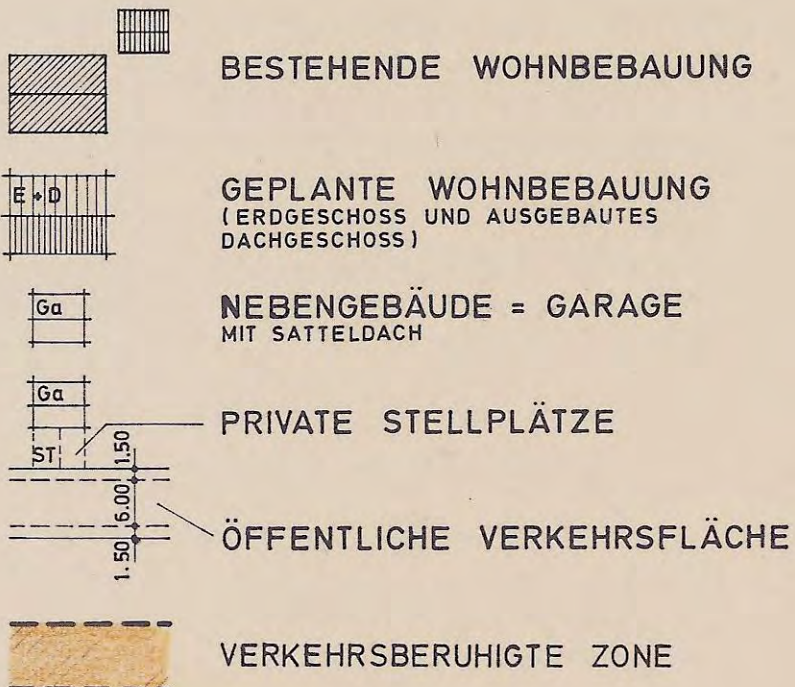 BESTEHENDE WOHNBEBAUUNG
E+D
GEPLANTE WOHNBEBAUUNG
(ERDGESCHOSS UND AUSGEBAUTES
DACHGESCHOSS)
Ga
NEBENGEBÄUDE = GARAGE
MIT SATTELDACH
Ga
PRIVATE STELLPLÄTZE
ST
1.50
6.00
1.50
ÖFFENTLICHE VERKEHRSFLÄCHE
VERKEHRSBERUHIGTE ZONE